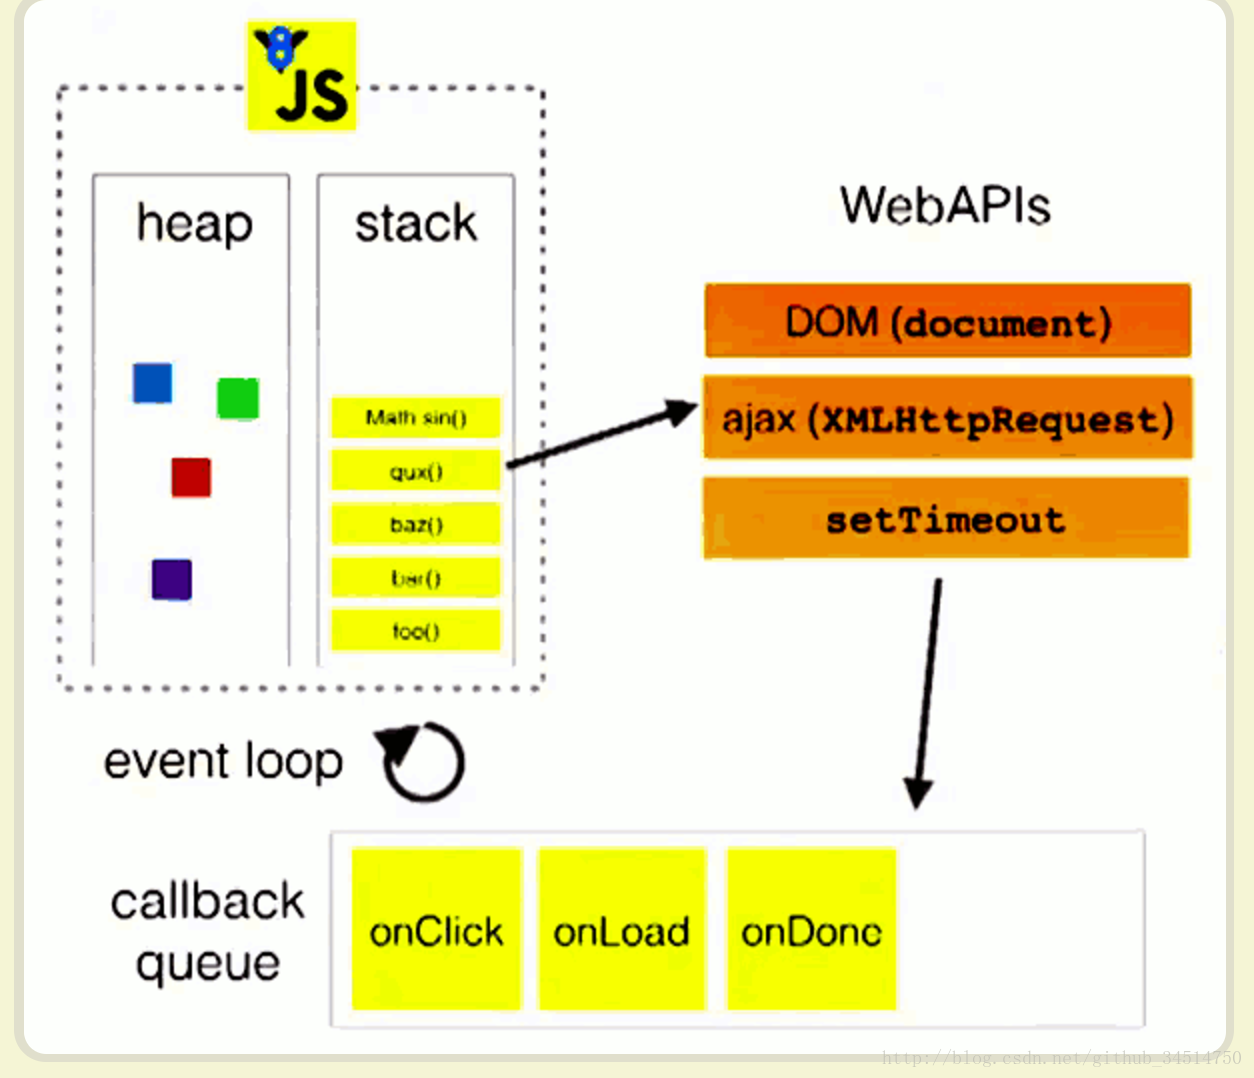 8
JS
heap
stack
Math sin()
qux()
baz()
bar()
foo()
WebAPIs
DOM (document)
ajax (XMLHttpRequest)
setTimeout
event loop
callback
queue
onClick
onLoad
onDone
http://blog.csdn.net/github_34514750